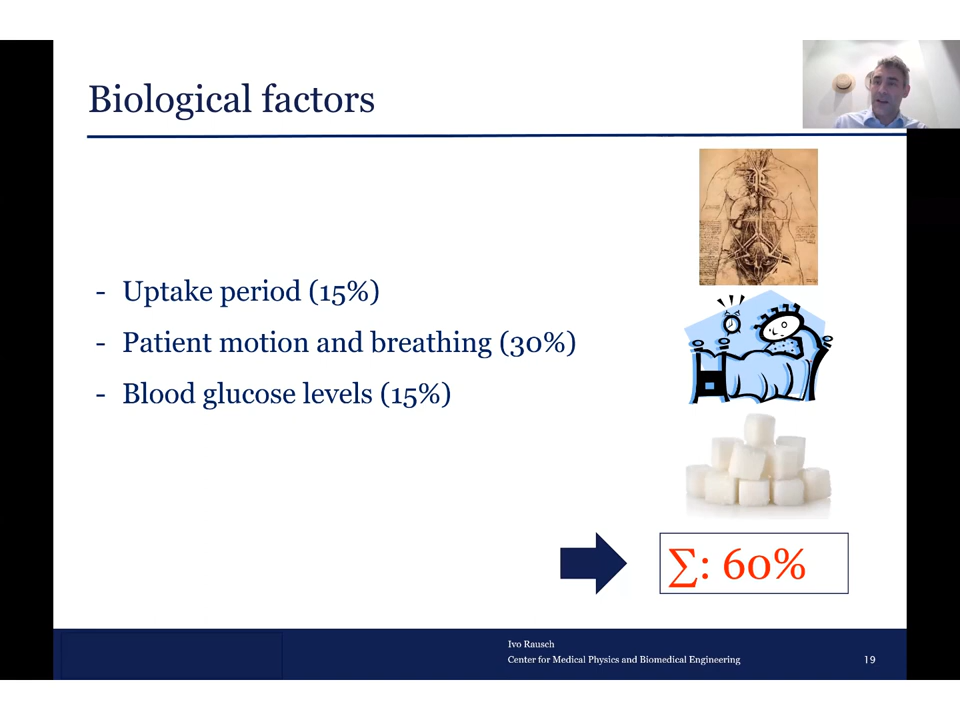 Biological factors
- Uptake period (15%)
- Patient motion and breathing (30%)
- Blood glucose levels (15%)
∑: 60%
Ivo Rausch
Center for Medical Physics and Biomedical Engineering
19